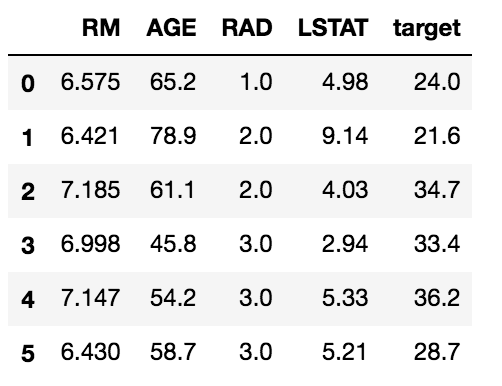 RM AGE RAD LSTAT target
0 6.575 65.2 1.0 4.98 24.0
1 6.421 78.9 2.0 9.14 21.6
2 7.185 61.1 2.0 4.03 34.7
3 6.998 45.8 3.0 2.94 33.4
4 7.147 54.2 3.0 5.33 36.2
5 6.430 58.7 3.0 5.21 28.7